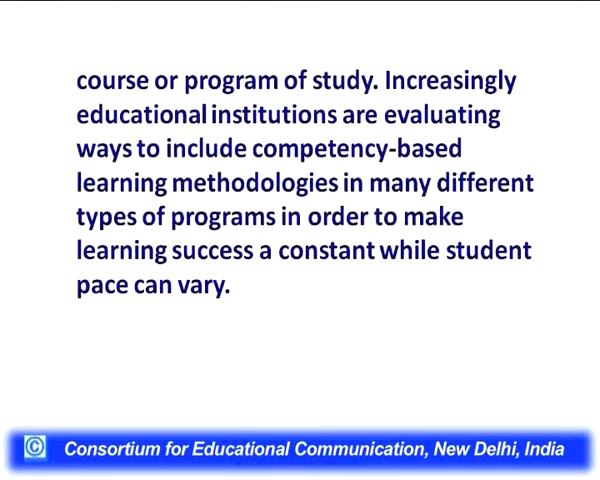 course or program of study. Increasingly
educational institutions are evaluating
ways to include competency-based
learning methodologies in many different
types of programs in order to make
learning success a constant while student
pace can vary.
© Consortium for Educational Communication, New Delhi, India